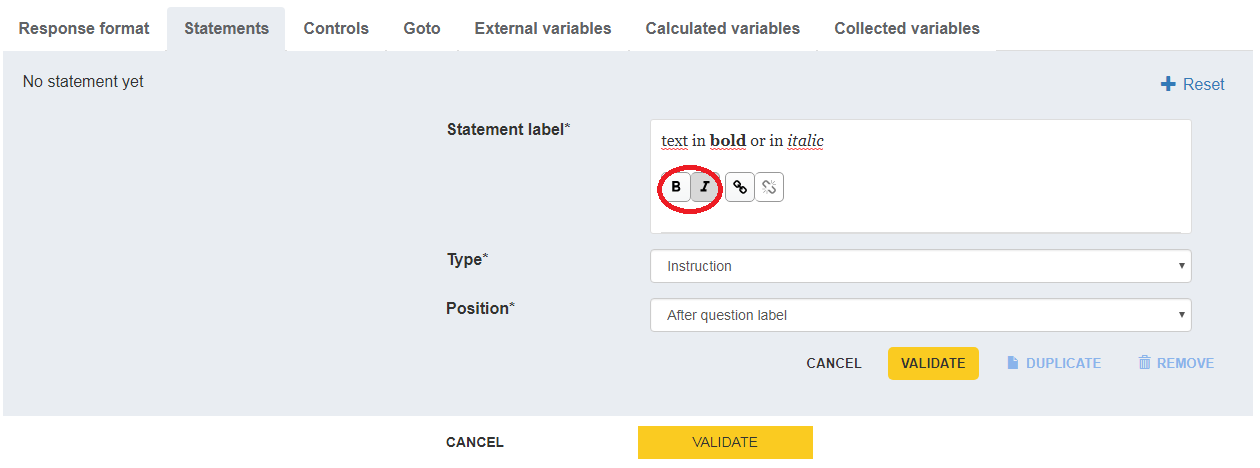 Response format Statements Controls Goto External variables Calculated variables Collected variables
No statement yet
Reset
Statement label*
text in bold or in italic
B I
Type*
Instruction
Position*
After question label
CANCEL VALIDATE DUPLICATE REMOVE
CANCEL VALIDATE